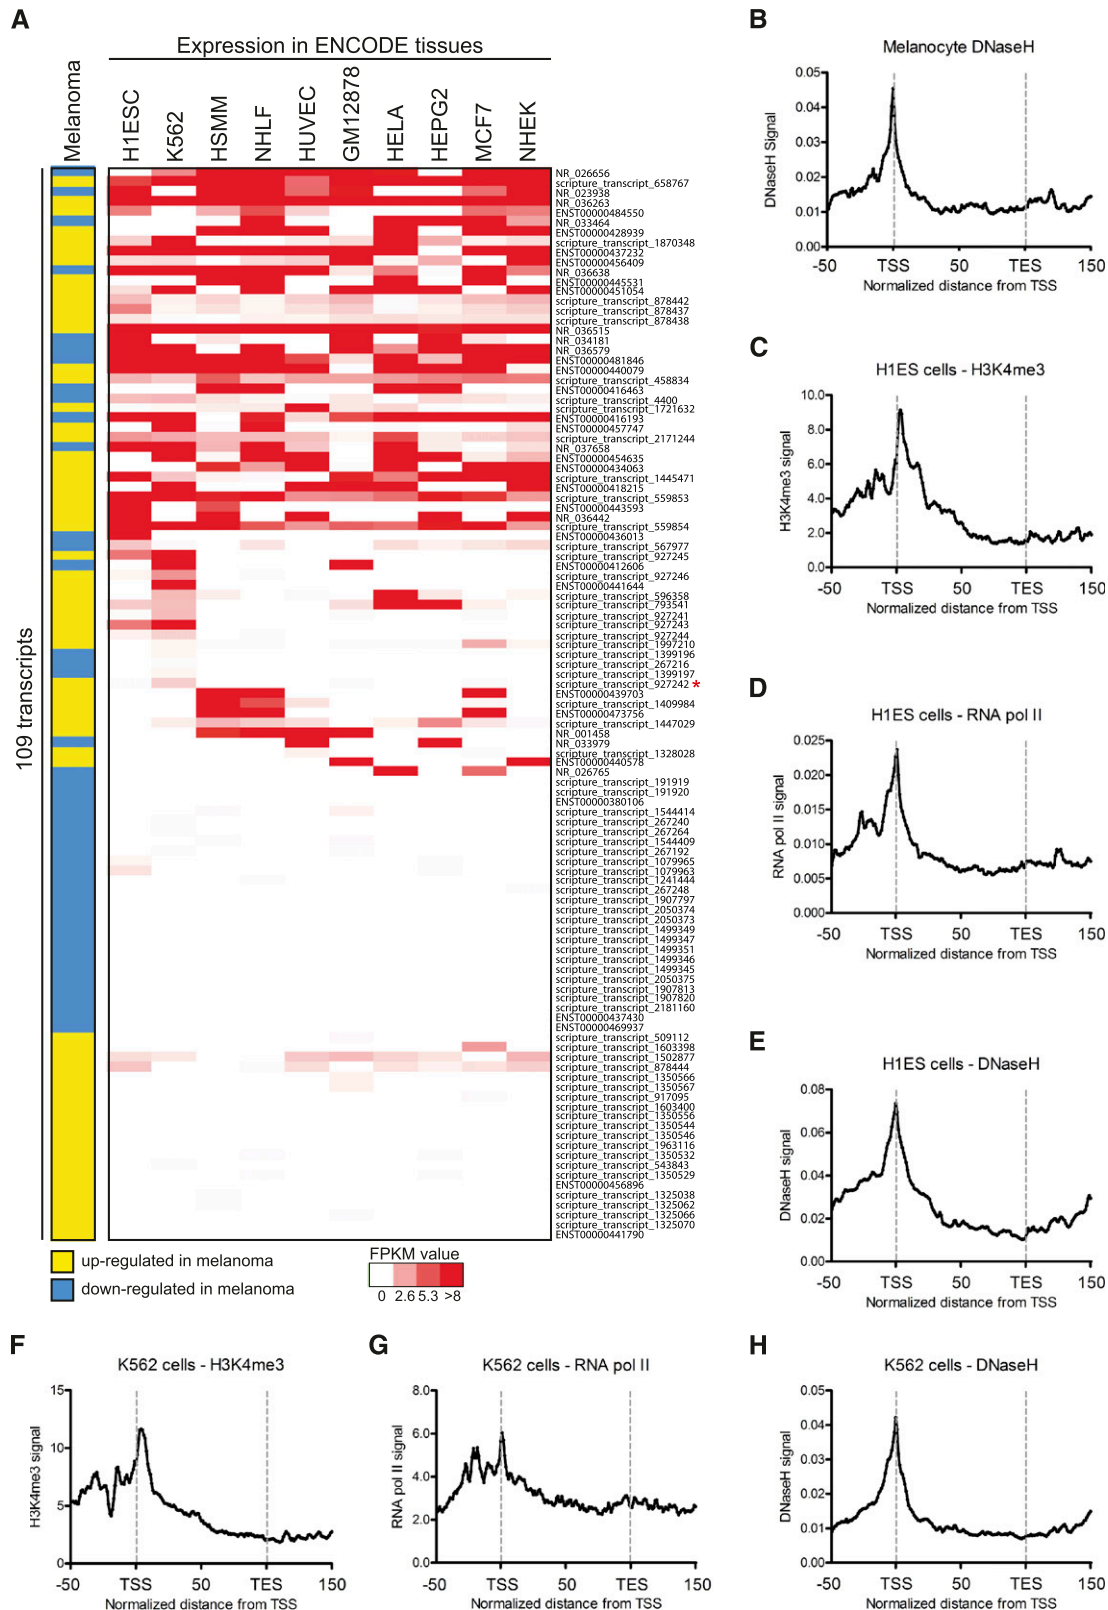 A
Expression in ENCODE tissues
Melanoma
H1ESC
K562
HSMM
NHLF
HUVEC
GM12878
HELA
HEPG2
MCF7
NHEK
109 transcripts
NR_026656
scripture_transcript_658767
NR_023938
NR_036263
ENST00000484550
NR_033464
ENST00000428939
scripture_transcript_1870348
ENST00000437232
ENST00000456409
NR_036638
ENST00000445531
ENST00000451054
scripture_transcript_878442
scripture_transcript_878437
scripture_transcript_878438
NR_036515
NR_034181
NR_036579
ENST00000481846
ENST00000440079
scripture_transcript_458834
ENST00000416463
scripture_transcript_4400
scripture_transcript_1721632
ENST00000416193
ENST00000457747
scripture_transcript_2171244
NR_037658
ENST00000454635
ENST00000434063
scripture_transcript_1445471
ENST00000418215
scripture_transcript_559853
ENST00000443593
NR_036442
scripture_transcript_559854
ENST00000436013
scripture_transcript_567977
scripture_transcript_927245
ENST00000412606
scripture_transcript_927246
ENST00000441644
scripture_transcript_596358
scripture_transcript_793541
scripture_transcript_927241
scripture_transcript_927243
scripture_transcript_927244
scripture_transcript_1997210
scripture_transcript_1399196
scripture_transcript_267216
scripture_transcript_1399197
scripture_transcript_927242 *
ENST00000439703
scripture_transcript_1409984
ENST00000473756
scripture_transcript_1447029
NR_001458
NR_033979
scripture_transcript_1328028
ENST00000440578
NR_026765
scripture_transcript_191919
scripture_transcript_191920
ENST00000380106
scripture_transcript_1544414
scripture_transcript_267240
scripture_transcript_267264
scripture_transcript_1544409
scripture_transcript_267192
scripture_transcript_1079965
scripture_transcript_1079963
scripture_transcript_1241444
scripture_transcript_267248
scripture_transcript_1907797
scripture_transcript_2050374
scripture_transcript_2050373
scripture_transcript_1499349
scripture_transcript_1499347
scripture_transcript_1499351
scripture_transcript_1499346
scripture_transcript_1499345
scripture_transcript_2050375
scripture_transcript_1907813
scripture_transcript_1907820
scripture_transcript_2181160
ENST00000437430
ENST00000469937
scripture_transcript_509112
scripture_transcript_1603398
scripture_transcript_1502877
scripture_transcript_878444
scripture_transcript_1350566
scripture_transcript_1350567
scripture_transcript_917095
scripture_transcript_1603400
scripture_transcript_1350556
scripture_transcript_1350544
scripture_transcript_1350546
scripture_transcript_1963116
scripture_transcript_1350532
scripture_transcript_543843
scripture_transcript_1350529
ENST00000456896
scripture_transcript_1325038
scripture_transcript_1325062
scripture_transcript_1325066
scripture_transcript_1325070
ENST00000441790
up-regulated in melanoma
down-regulated in melanoma
FPKM value
0 2.6 5.3 >8
B
Melanocyte DNaseH
DNaseH Signal
0.05
0.04
0.03
0.02
0.01
0.00
-50 TSS 50 TES 150
Normalized distance from TSS
C
H1ES cells - H3K4me3
H3K4me3 signal
10.0
8.0
6.0
4.0
2.0
0.0
-50 TSS 50 TES 150
Normalized distance from TSS
D
H1ES cells - RNA pol II
RNA pol II signal
0.025
0.020
0.015
0.010
0.005
0.000
-50 TSS 50 TES 150
Normalized distance from TSS
E
H1ES cells - DNaseH
DNaseH signal
0.08
0.06
0.04
0.02
0.00
-50 TSS 50 TES 150
Normalized distance from TSS
F
K562 cells - H3K4me3
H3K4me3 signal
15
10
5
0
-50 TSS 50 TES 150
Normalized distance from TSS
G
K562 cells - RNA pol II
RNA pol II signal
8.0
6.0
4.0
2.0
0.0
-50 TSS 50 TES 150
Normalized distance from TSS
H
K562 cells - DNaseH
DNaseH signal
0.05
0.04
0.03
0.02
0.01
0.00
-50 TSS 50 TES 150
Normalized distance from TSS